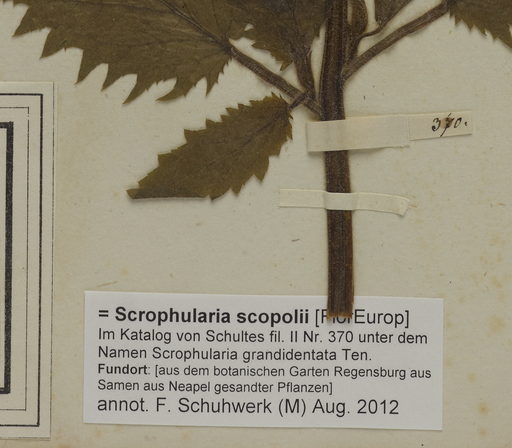 370.
= Scrophularia scopolii [FlorEurop]
Im Katalog von Schultes fil. II Nr. 370 unter dem
Namen Scrophularia grandidentata Ten.
Fundort: [aus dem botanischen Garten Regensburg aus
Samen aus Neapel gesandter Pflanzen]
annot. F. Schuhwerk (M) Aug. 2012